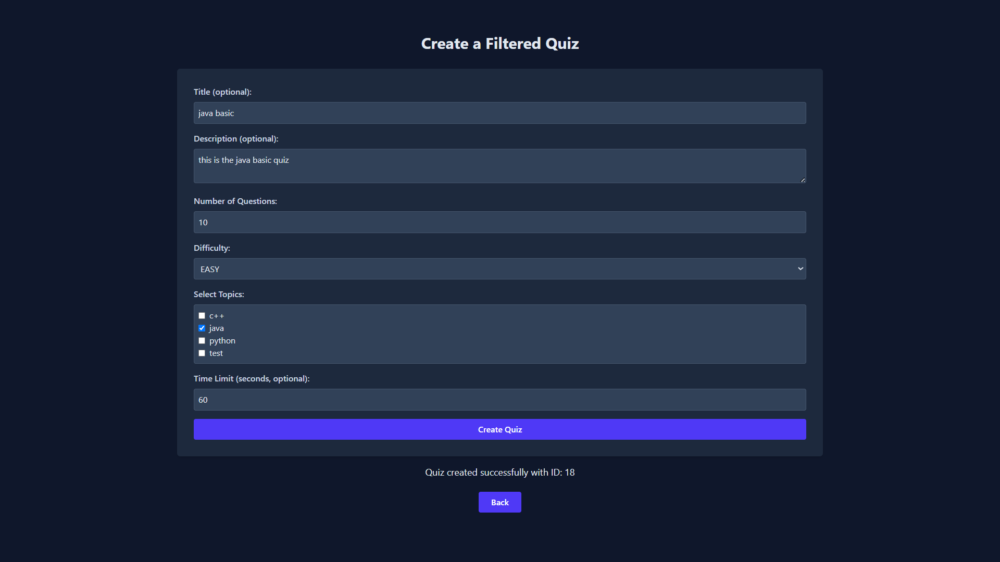 Create a Filtered Quiz
Title (optional):
java basic
Description (optional):
this is the java basic quiz
Number of Questions:
10
Difficulty:
EASY
Select Topics:
c++
java
python
test
Time Limit (seconds, optional):
60
Create Quiz
Quiz created successfully with ID: 18
Back